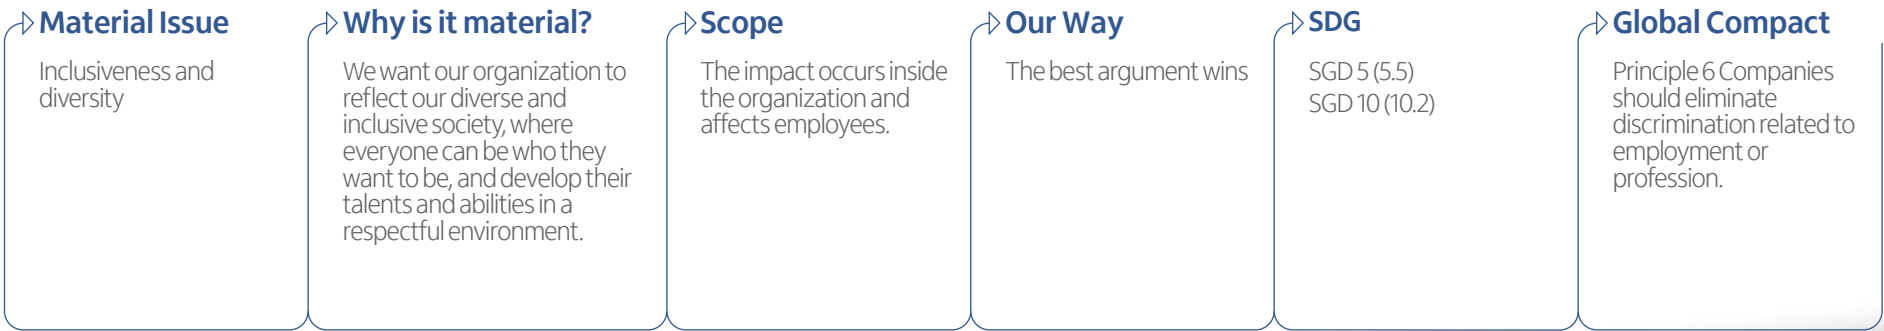 Material Issue
Inclusiveness and
diversity
Why is it material?
We want our organization to
reflect our diverse and
inclusive society, where
everyone can be who they
want to be, and develop their
talents and abilities in a
respectful environment.
Scope
The impact occurs inside
the organization and
affects employees.
Our Way
The best argument wins
SDG
SGD 5 (5.5)
SGD 10 (10.2)
Global Compact
Principle 6 Companies
should eliminate
discrimination related to
employment or
profession.